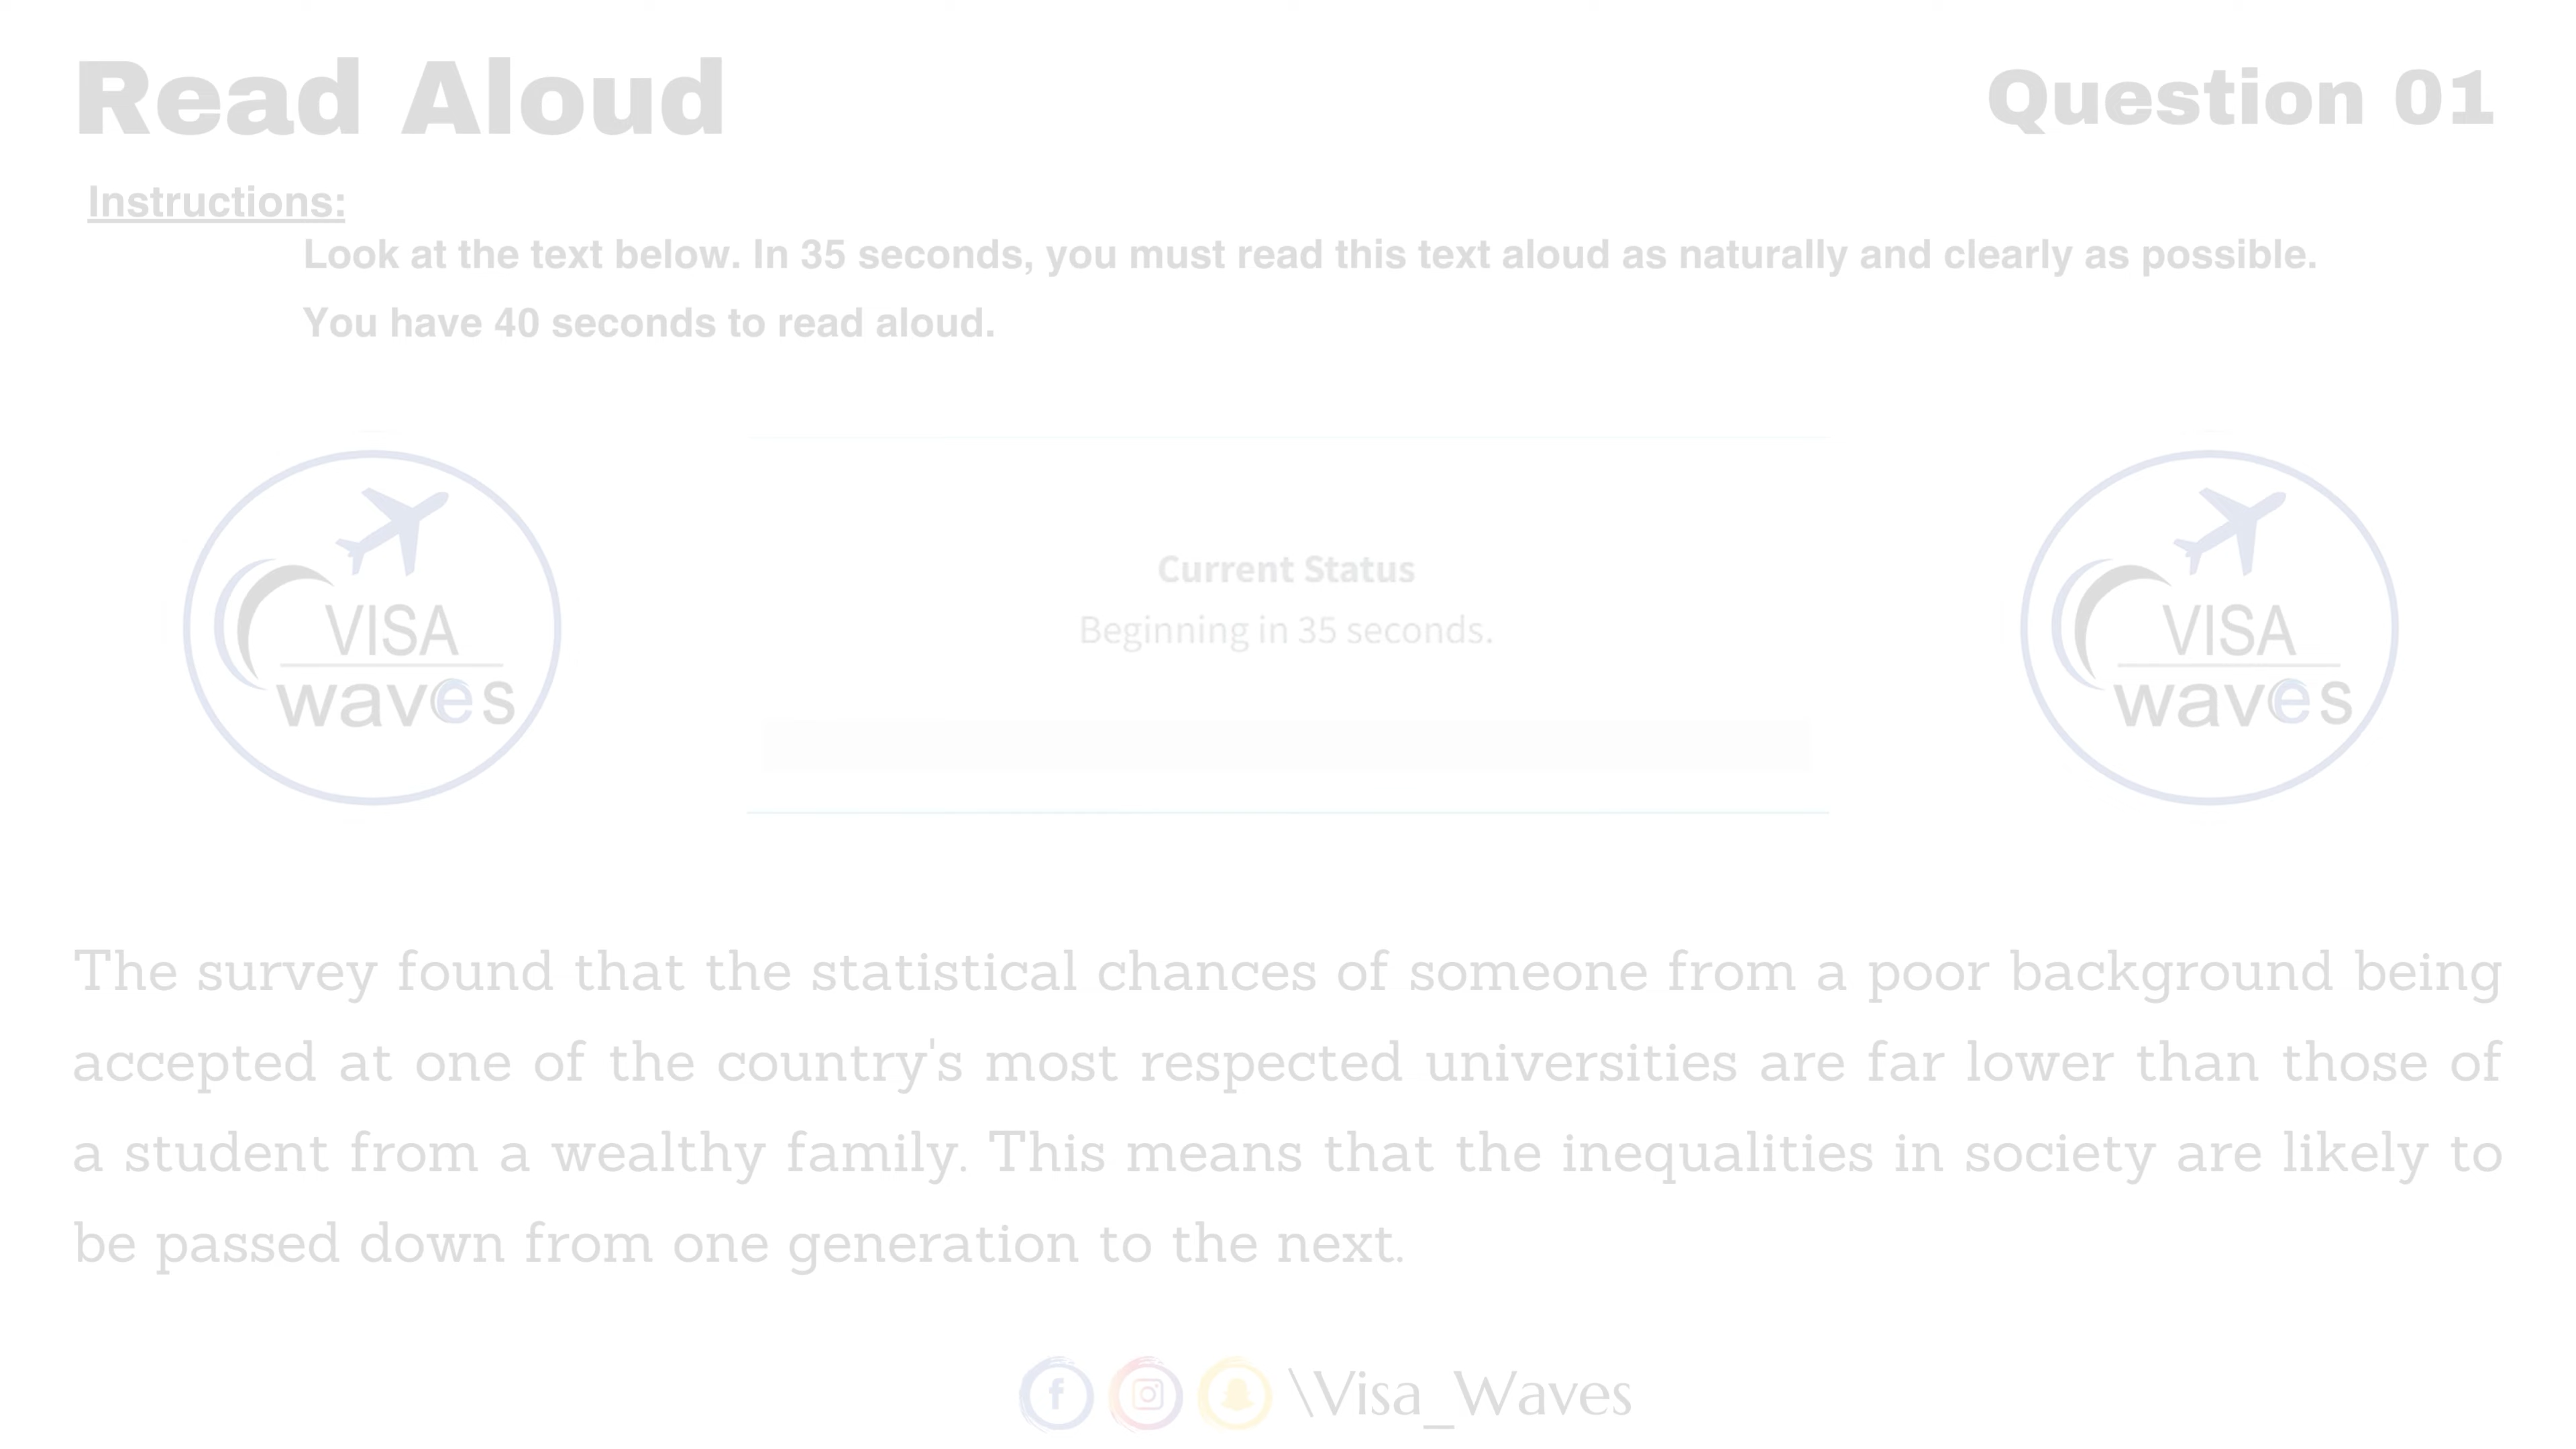 Read Aloud
Question 01
Instructions:
Look at the text below. In 35 seconds, you must read this text aloud as naturally and clearly as possible.
You have 40 seconds to read aloud.
VISA
waves
Current Status
Beginning in 35 seconds.
VISA
waves
The survey found that the statistical chances of someone from a poor background being
accepted at one of the country's most respected universities are far lower than those of
a student from a wealthy family. This means that the inequalities in society are likely to
be passed down from one generation to the next.
\Visa_Waves